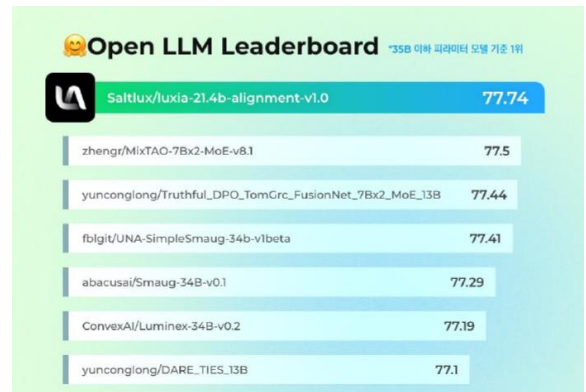 Open LLM Leaderboard *35B 이하 파라미터 모델 기준 1위
Saltlux/luxia-21.4b-alignment-v1.0 77.74
zhengr/MixTAO-7Bx2-MoE-v8.1 77.5
yunconglong/Truthful_DPO_TomGrc_FusionNet_7Bx2_MoE_13B 77.44
fblgit/UNA-SimpleSmaug-34b-v1beta 77.41
abacusai/Smaug-34B-v0.1 77.29
ConvexAI/Luminex-34B-v0.2 77.19
yunconglong/DARE_TIES_13B 77.1